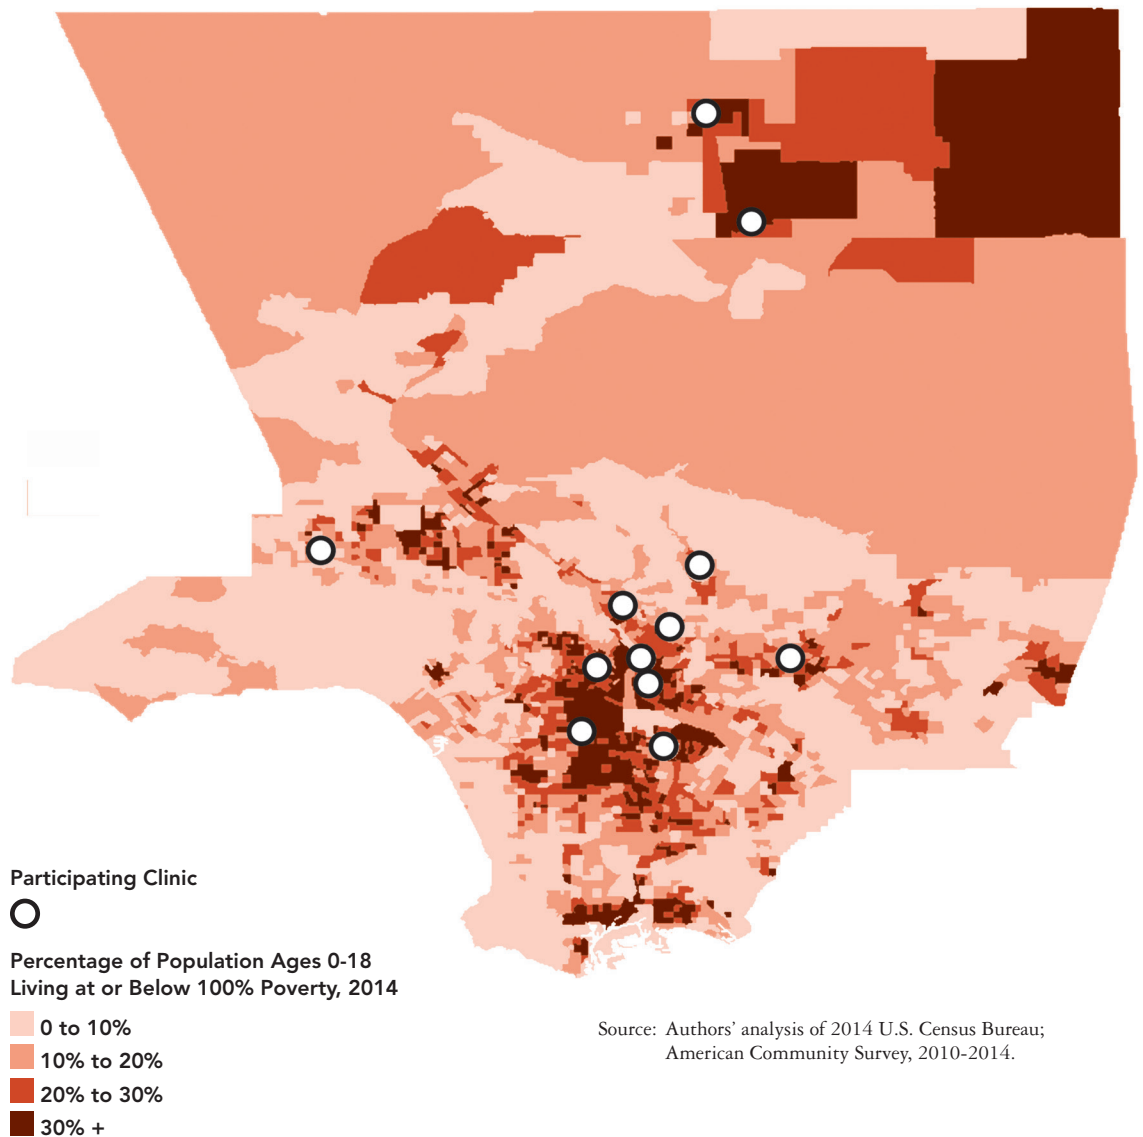 Participating Clinic
Percentage of Population Ages 0-18
Living at or Below 100% Poverty, 2014
0 to 10%
10% to 20%
20% to 30%
30% +
Source: Authors’ analysis of 2014 U.S. Census Bureau;
American Community Survey, 2010-2014.